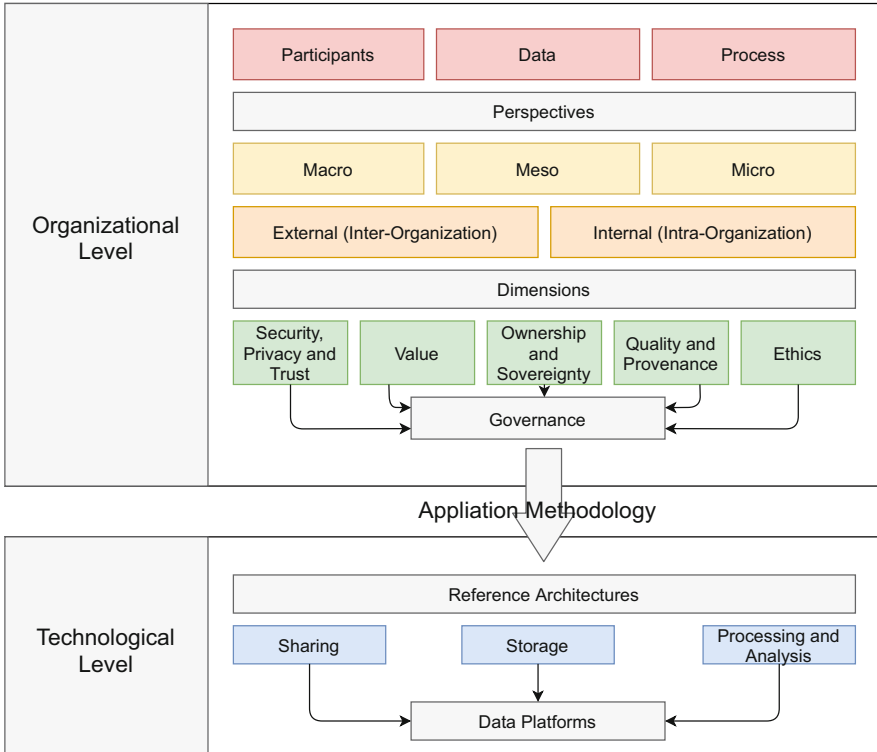 Participants
Data
Process
Perspectives
Macro
Meso
Micro
Organizational
Level
External (Inter-Organization)
Internal (Intra-Organization)
Dimensions
Security,
Privacy and
Trust
Value
Ownership
and
Sovereignty
Quality and
Provenance
Ethics
Governance
Appliation Methodology
Technological
Level
Reference Architectures
Sharing
Storage
Processing and
Analysis
Data Platforms